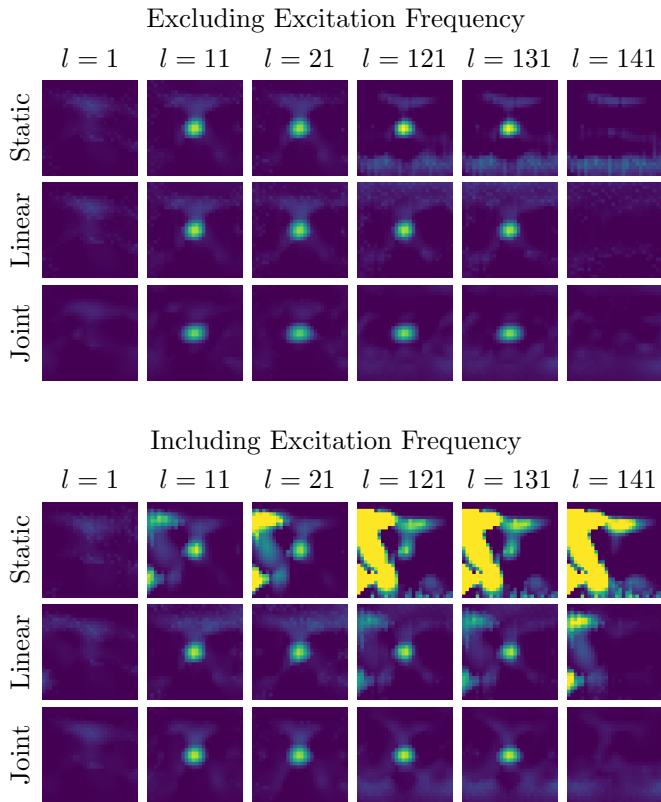 Excluding Excitation Frequency
l = 1 l = 11 l = 21 l = 121 l = 131 l = 141
Static
Linear
Joint
Including Excitation Frequency
l = 1 l = 11 l = 21 l = 121 l = 131 l = 141
Static
Linear
Joint